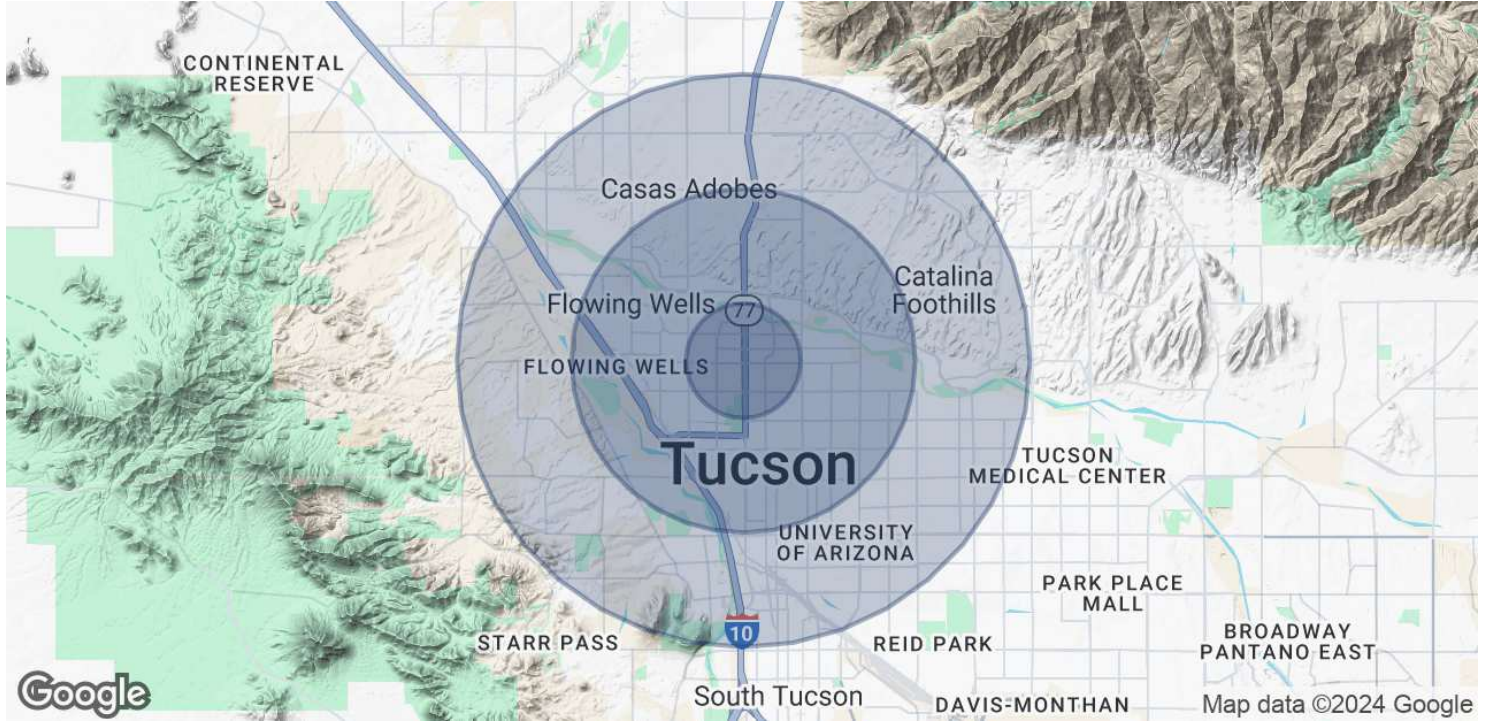 CONTINENTAL
RESERVE
Casas Adobes
Catalina
Foothills
Flowing Wells
77
FLOWING WELLS
Tucson
TUCSON
MEDICAL CENTER
UNIVERSITY
OF ARIZONA
PARK PLACE
MALL
10
STARR PASS
REID PARK
BROADWAY
PANTANO EAST
Google
South Tucson
DAVIS-MONTHAN
Map data ©2024 Google